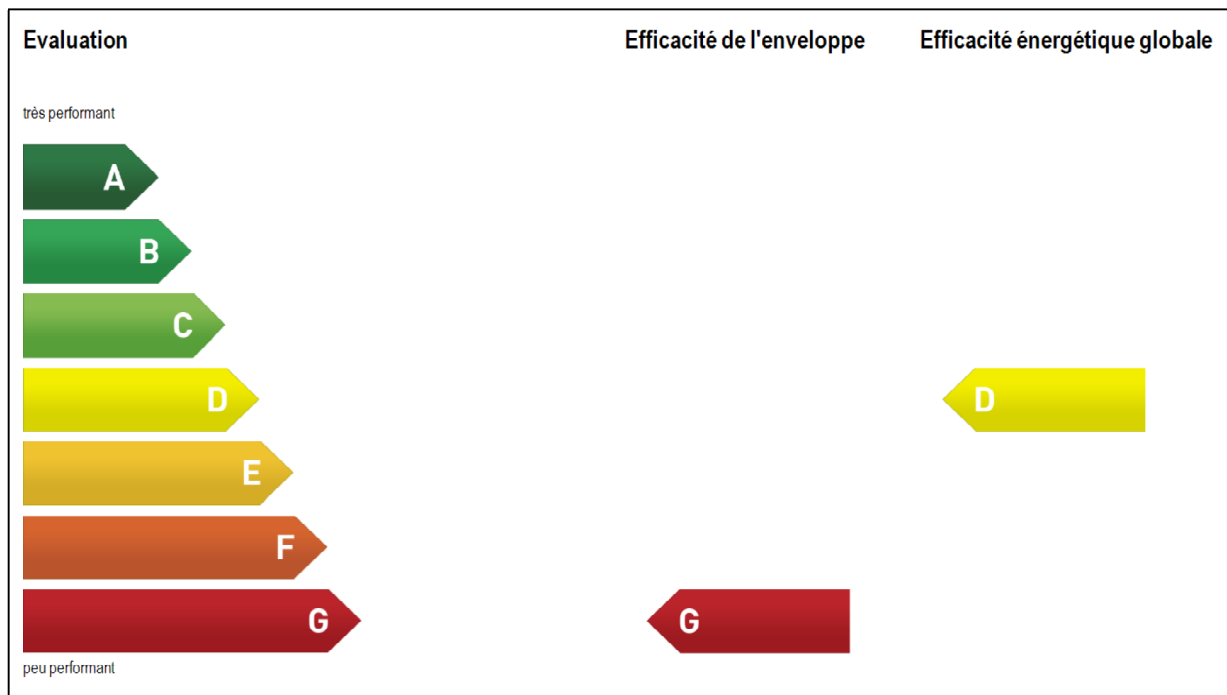 Evaluation
Efficacité de l'enveloppe
Efficacité énergétique globale
très performant
A
B
C
D
D
E
F
G
G
peu performant